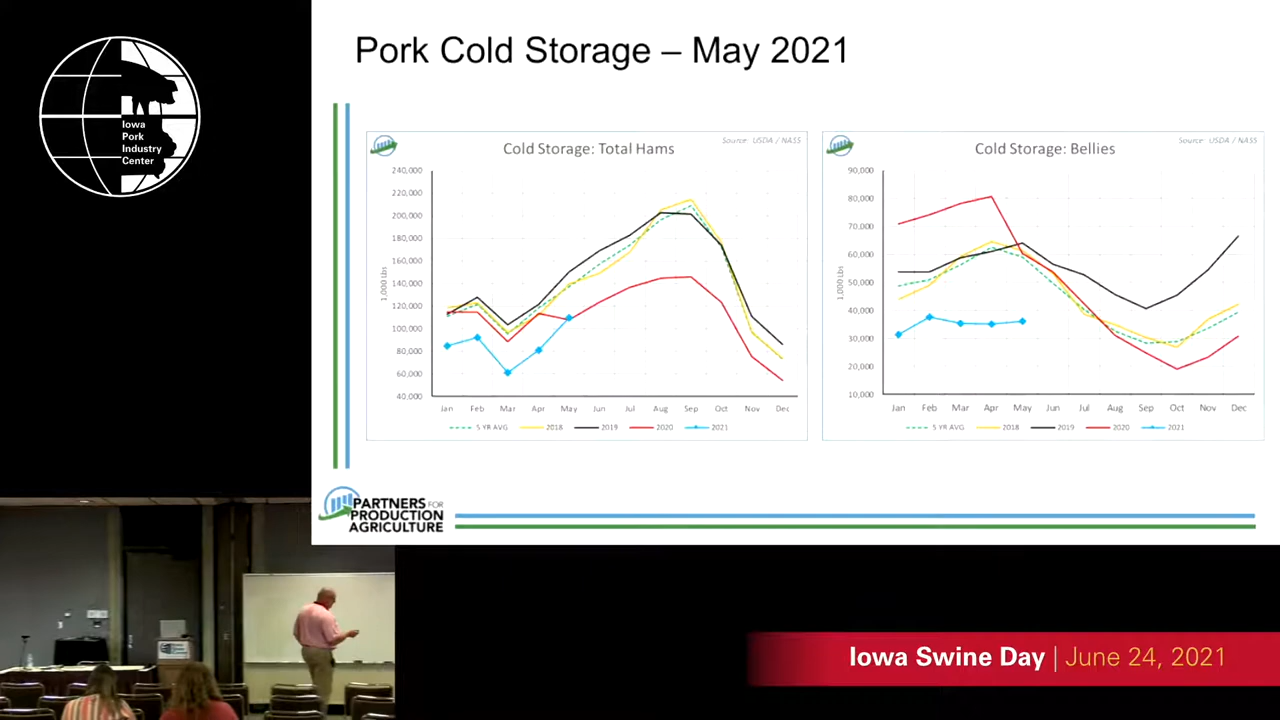 Pork Cold Storage – May 2021
Iowa
Pork
Industry
Center
Cold Storage: Total Hams
Source: USDA / NASS
240,000
220,000
200,000
180,000
160,000
140,000
120,000
100,000
80,000
60,000
40,000
1,000 Lbs
Jan Feb Mar Apr May Jun Jul Aug Sep Oct Nov Dec
5 YR AVG 2018 2019 2020 2021
Cold Storage: Bellies
Source: USDA / NASS
90,000
80,000
70,000
60,000
50,000
40,000
30,000
20,000
10,000
1,000 Lbs
Jan Feb Mar Apr May Jun Jul Aug Sep Oct Nov Dec
5 YR AVG 2018 2019 2020 2021
PARTNERS FOR
PRODUCTION
AGRICULTURE
Iowa Swine Day | June 24, 2021